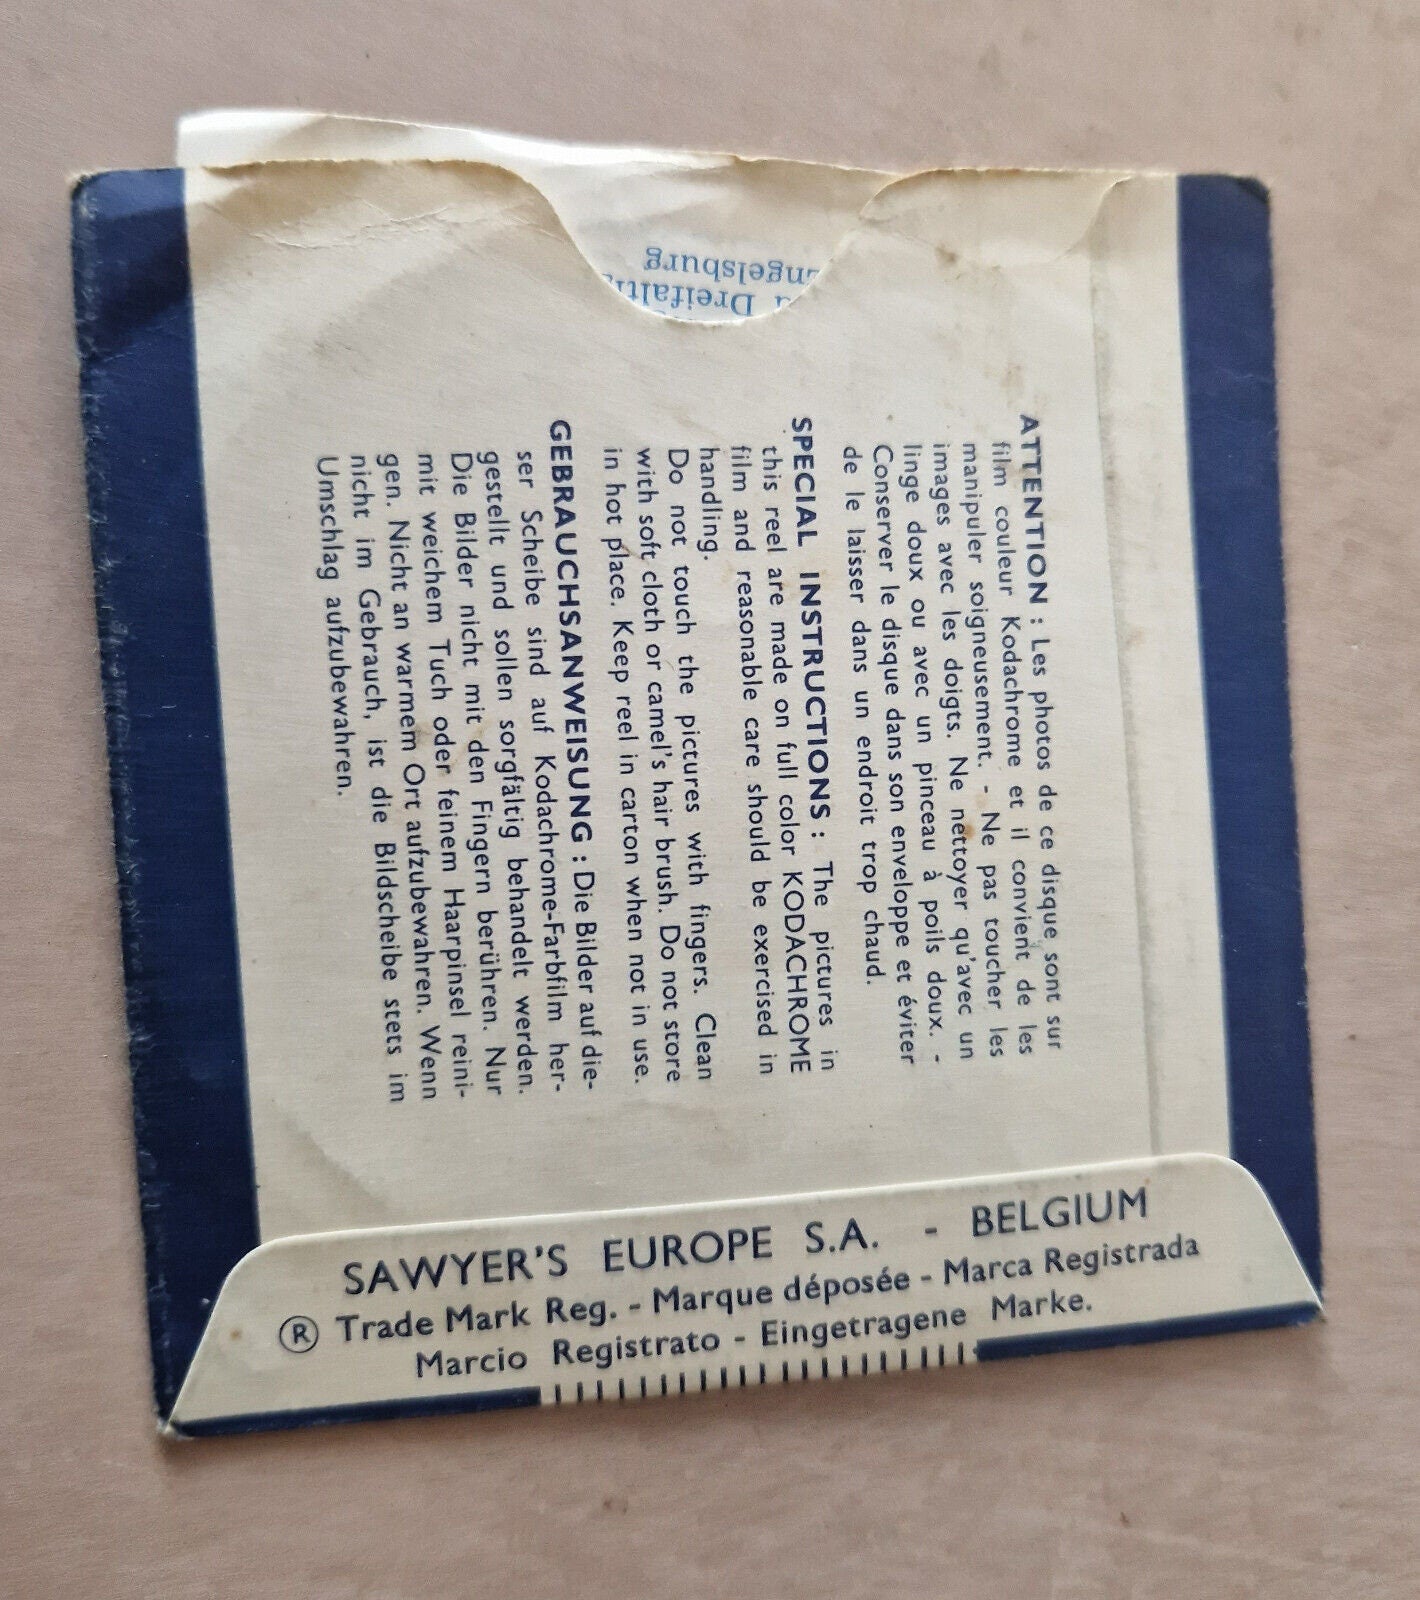 Engelsburg
Dreifalti
ATTENTION : Les photos de ce disque sont sur
film couleur Kodachrome et il convient de les
manipuler soigneusement. - Ne pas toucher les
images avec les doigts. Ne nettoyer qu'avec un
linge doux ou avec un pinceau à poils doux. -
Conserver le disque dans son enveloppe et éviter
de le laisser dans un endroit trop chaud.
SPECIAL INSTRUCTIONS : The pictures in
this reel are made on full color KODACHROME
film and reasonable care should be exercised in
handling.
Do not touch the pictures with fingers. Clean
with soft cloth or camel's hair brush. Do not store
in hot place. Keep reel in carton when not in use.
GEBRAUCHSANWEISUNG : Die Bilder auf die-
ser Scheibe sind auf Kodachrome-Farbfilm her-
gestellt und sollen sorgfältig behandelt werden.
Die Bilder nicht mit den Fingern berühren. Nur
mit weichem Tuch oder feinem Haarpinsel reini-
gen. Nicht an warmem Ort aufzubewahren. Wenn
nicht im Gebrauch, ist die Bildscheibe stets im
Umschlag aufzubewahren.
SAWYER'S EUROPE S.A. - BELGIUM
® Trade Mark Reg. - Marque déposée - Marca Registrada
Marcio Registrato - Eingetragene Marke.